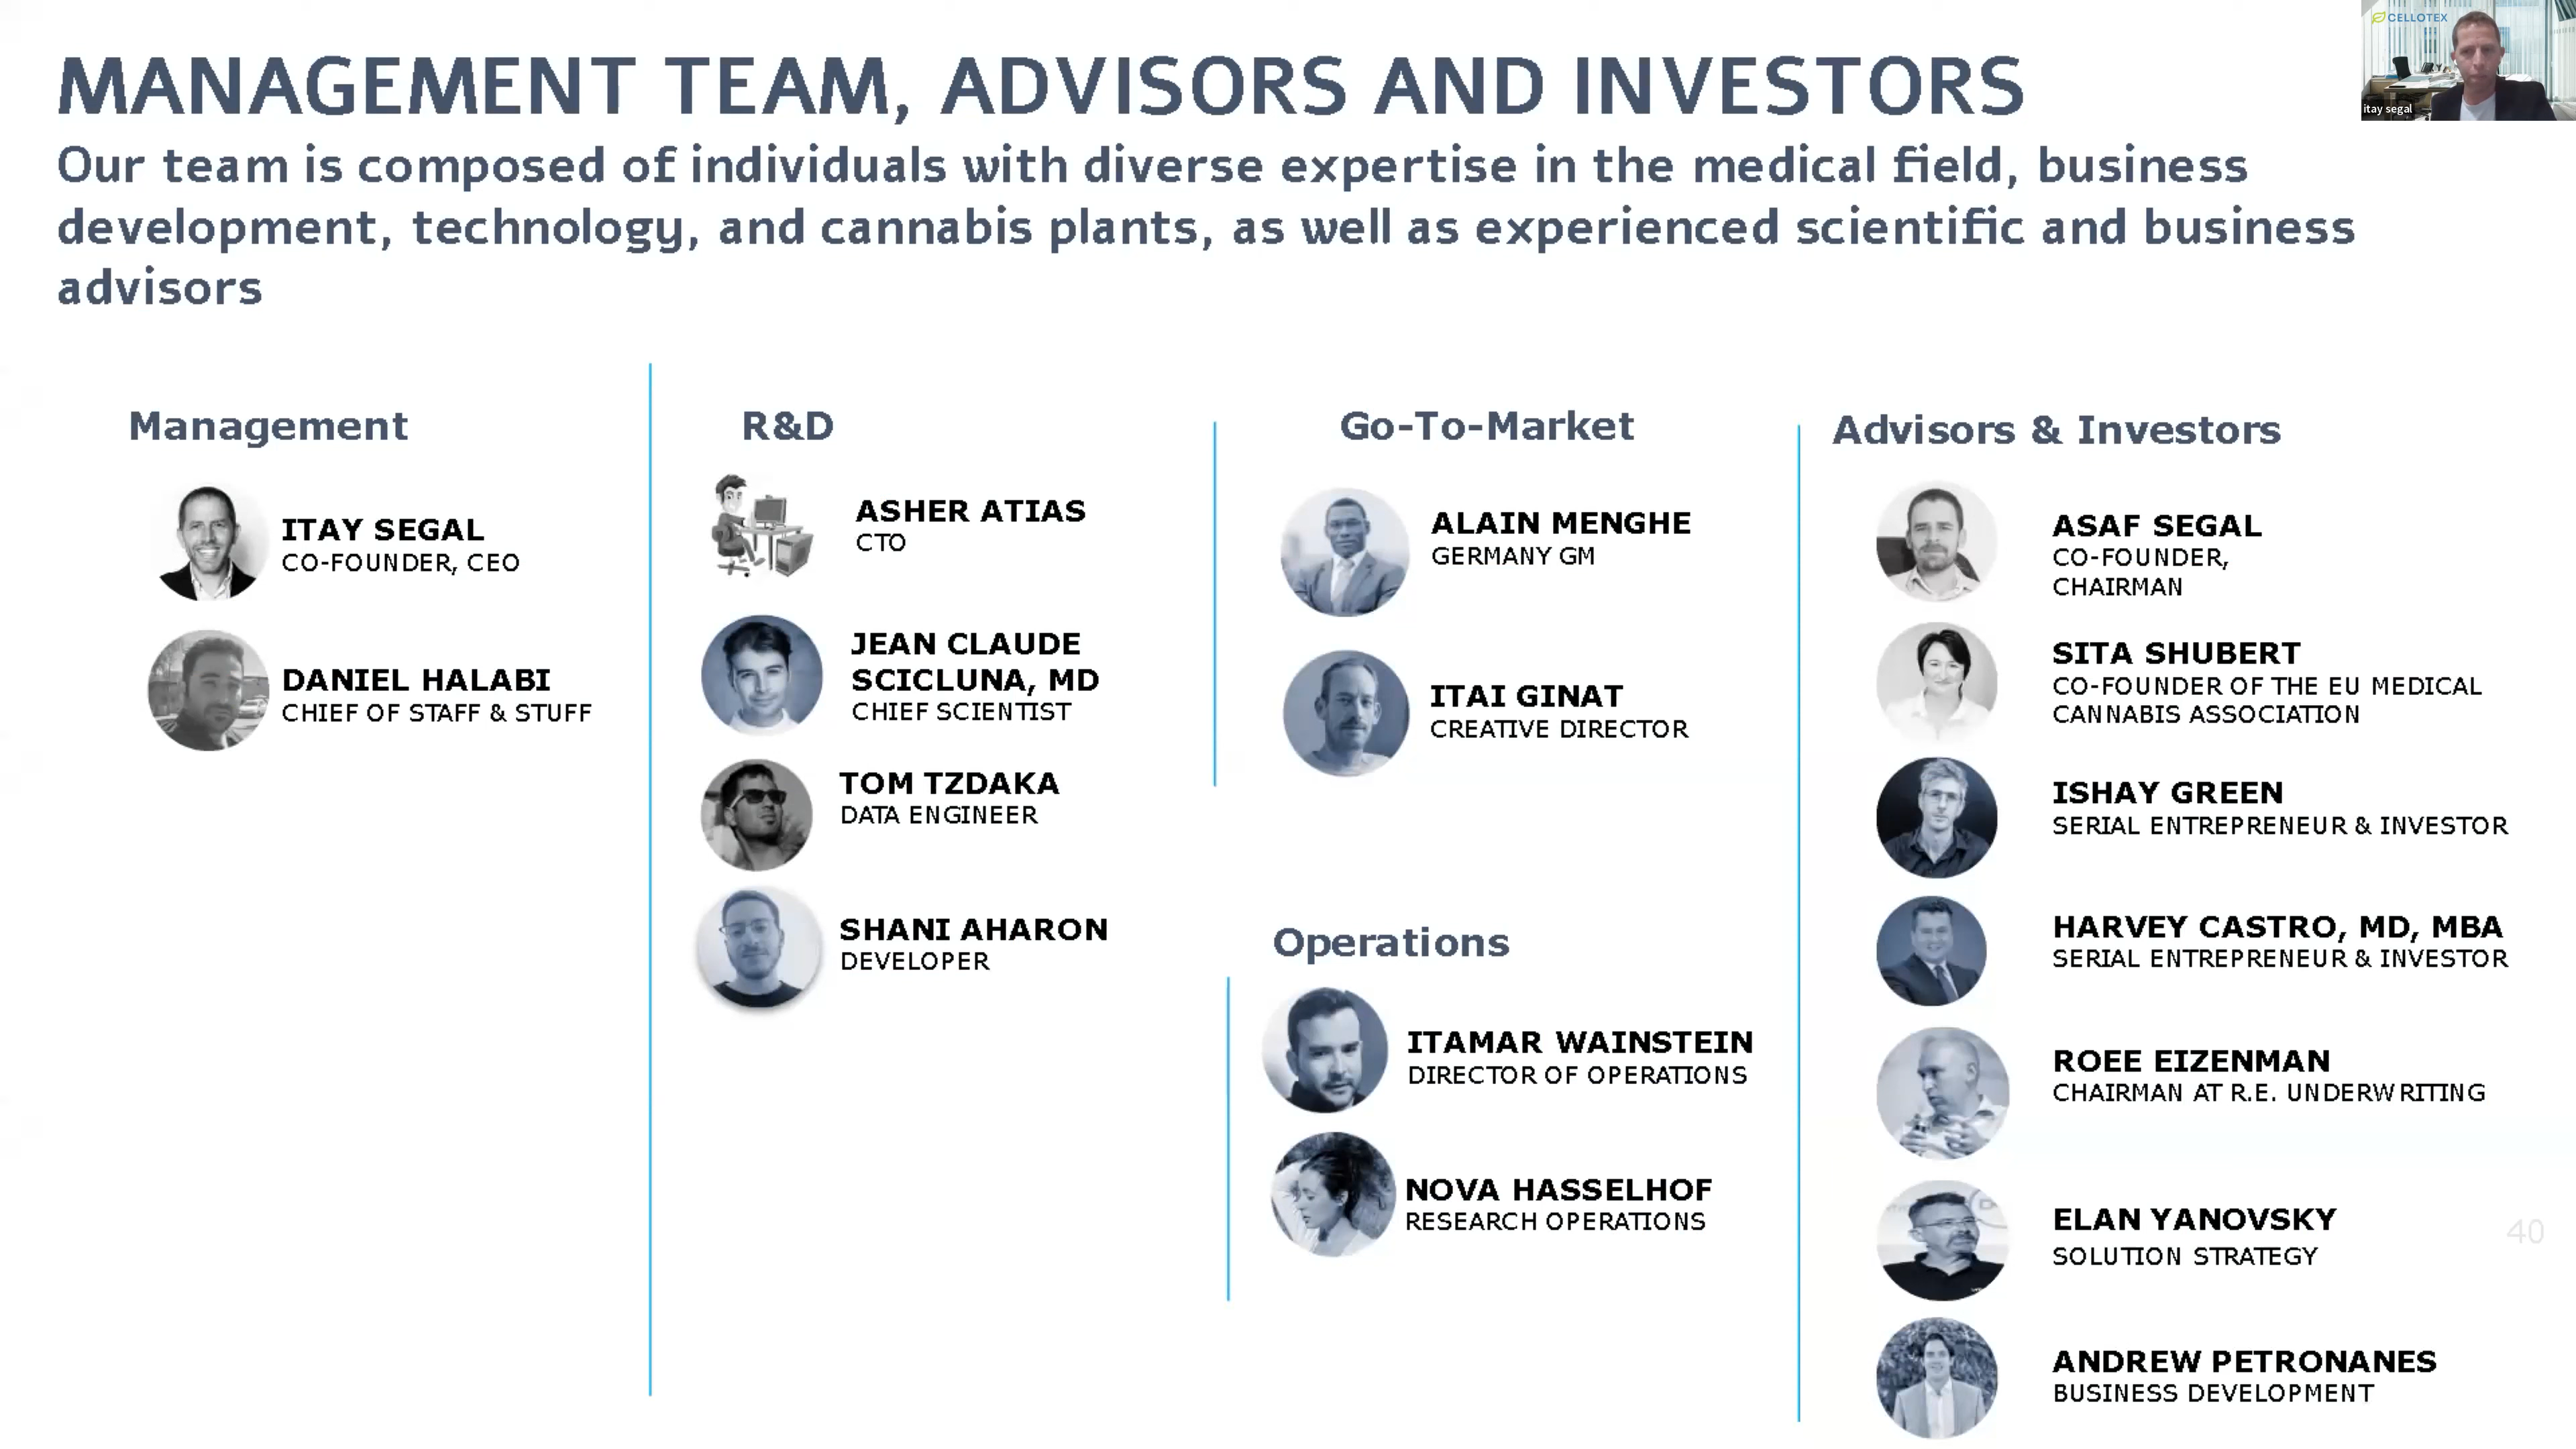 CELLOTEX
itay segal
MANAGEMENT TEAM, ADVISORS AND INVESTORS
Our team is composed of individuals with diverse expertise in the medical field, business
development, technology, and cannabis plants, as well as experienced scientific and business
advisors
Management
ITAY SEGAL
CO-FOUNDER, CEO
DANIEL HALABI
CHIEF OF STAFF & STUFF
R&D
ASHER ATIAS
CTO
JEAN CLAUDE
SCICLUNA, MD
CHIEF SCIENTIST
TOM TZDAKA
DATA ENGINEER
SHANI AHARON
DEVELOPER
Go-To-Market
ALAIN MENGHE
GERMANY GM
ITAI GINAT
CREATIVE DIRECTOR
Operations
ITAMAR WAINSTEIN
DIRECTOR OF OPERATIONS
NOVA HASSELHOF
RESEARCH OPERATIONS
Advisors & Investors
ASAF SEGAL
CO-FOUNDER,
CHAIRMAN
SITA SHUBERT
CO-FOUNDER OF THE EU MEDICAL
CANNABIS ASSOCIATION
ISHAY GREEN
SERIAL ENTREPRENEUR & INVESTOR
HARVEY CASTRO, MD, MBA
SERIAL ENTREPRENEUR & INVESTOR
ROEE EIZENMAN
CHAIRMAN AT R.E. UNDERWRITING
ELAN YANOVSKY
SOLUTION STRATEGY
ANDREW PETRONANES
BUSINESS DEVELOPMENT
40